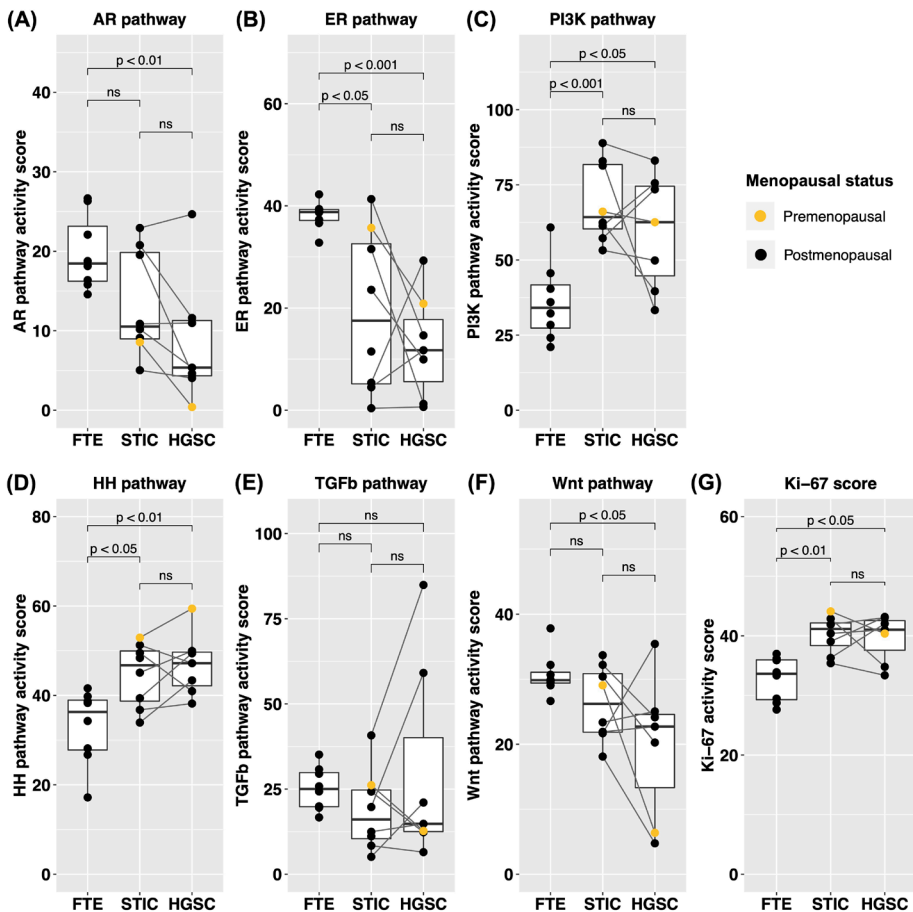 (A) AR pathway
AR pathway activity score
40
30
20
10
0
p < 0.01
ns
ns
FTE STIC HGSC
(B) ER pathway
ER pathway activity score
60
40
20
0
p < 0.001
p < 0.05
ns
FTE STIC HGSC
(C) PI3K pathway
PI3K pathway activity score
100
75
50
25
0
p < 0.05
p < 0.001
ns
FTE STIC HGSC
Menopausal status
Premenopausal
Postmenopausal
(D) HH pathway
HH pathway activity score
80
60
40
20
0
p < 0.01
p < 0.05
ns
FTE STIC HGSC
(E) TGFb pathway
TGFb pathway activity score
100
75
50
25
0
ns
ns
ns
FTE STIC HGSC
(F) Wnt pathway
Wnt pathway activity score
40
20
0
p < 0.05
ns
ns
FTE STIC HGSC
(G) Ki-67 score
Ki-67 activity score
60
40
20
0
p < 0.05
p < 0.01
ns
FTE STIC HGSC